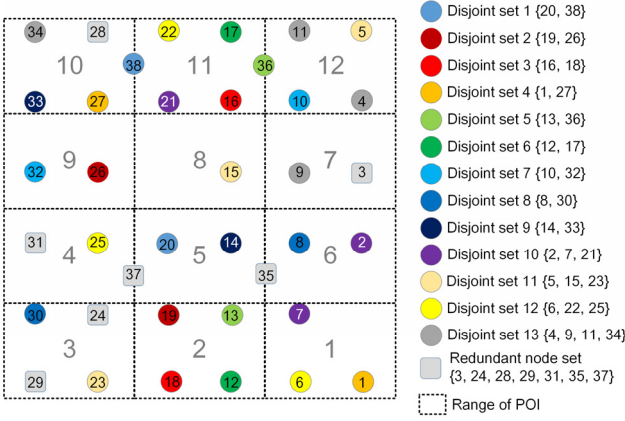 34 28 22 17 11 5
10 38 11 36 12
33 27 21 16 10 4
9 8 7
32 26 15 9 3
31 25 20 14 8 2
4 5 6
37 35
30 24 19 13 7
3 2 1
29 23 18 12 6 1
Disjoint set 1 {20, 38}
Disjoint set 2 {19, 26}
Disjoint set 3 {16, 18}
Disjoint set 4 {1, 27}
Disjoint set 5 {13, 36}
Disjoint set 6 {12, 17}
Disjoint set 7 {10, 32}
Disjoint set 8 {8, 30}
Disjoint set 9 {14, 33}
Disjoint set 10 {2, 7, 21}
Disjoint set 11 {5, 15, 23}
Disjoint set 12 {6, 22, 25}
Disjoint set 13 {4, 9, 11, 34}
Redundant node set
{3, 24, 28, 29, 31, 35, 37}
Range of POI